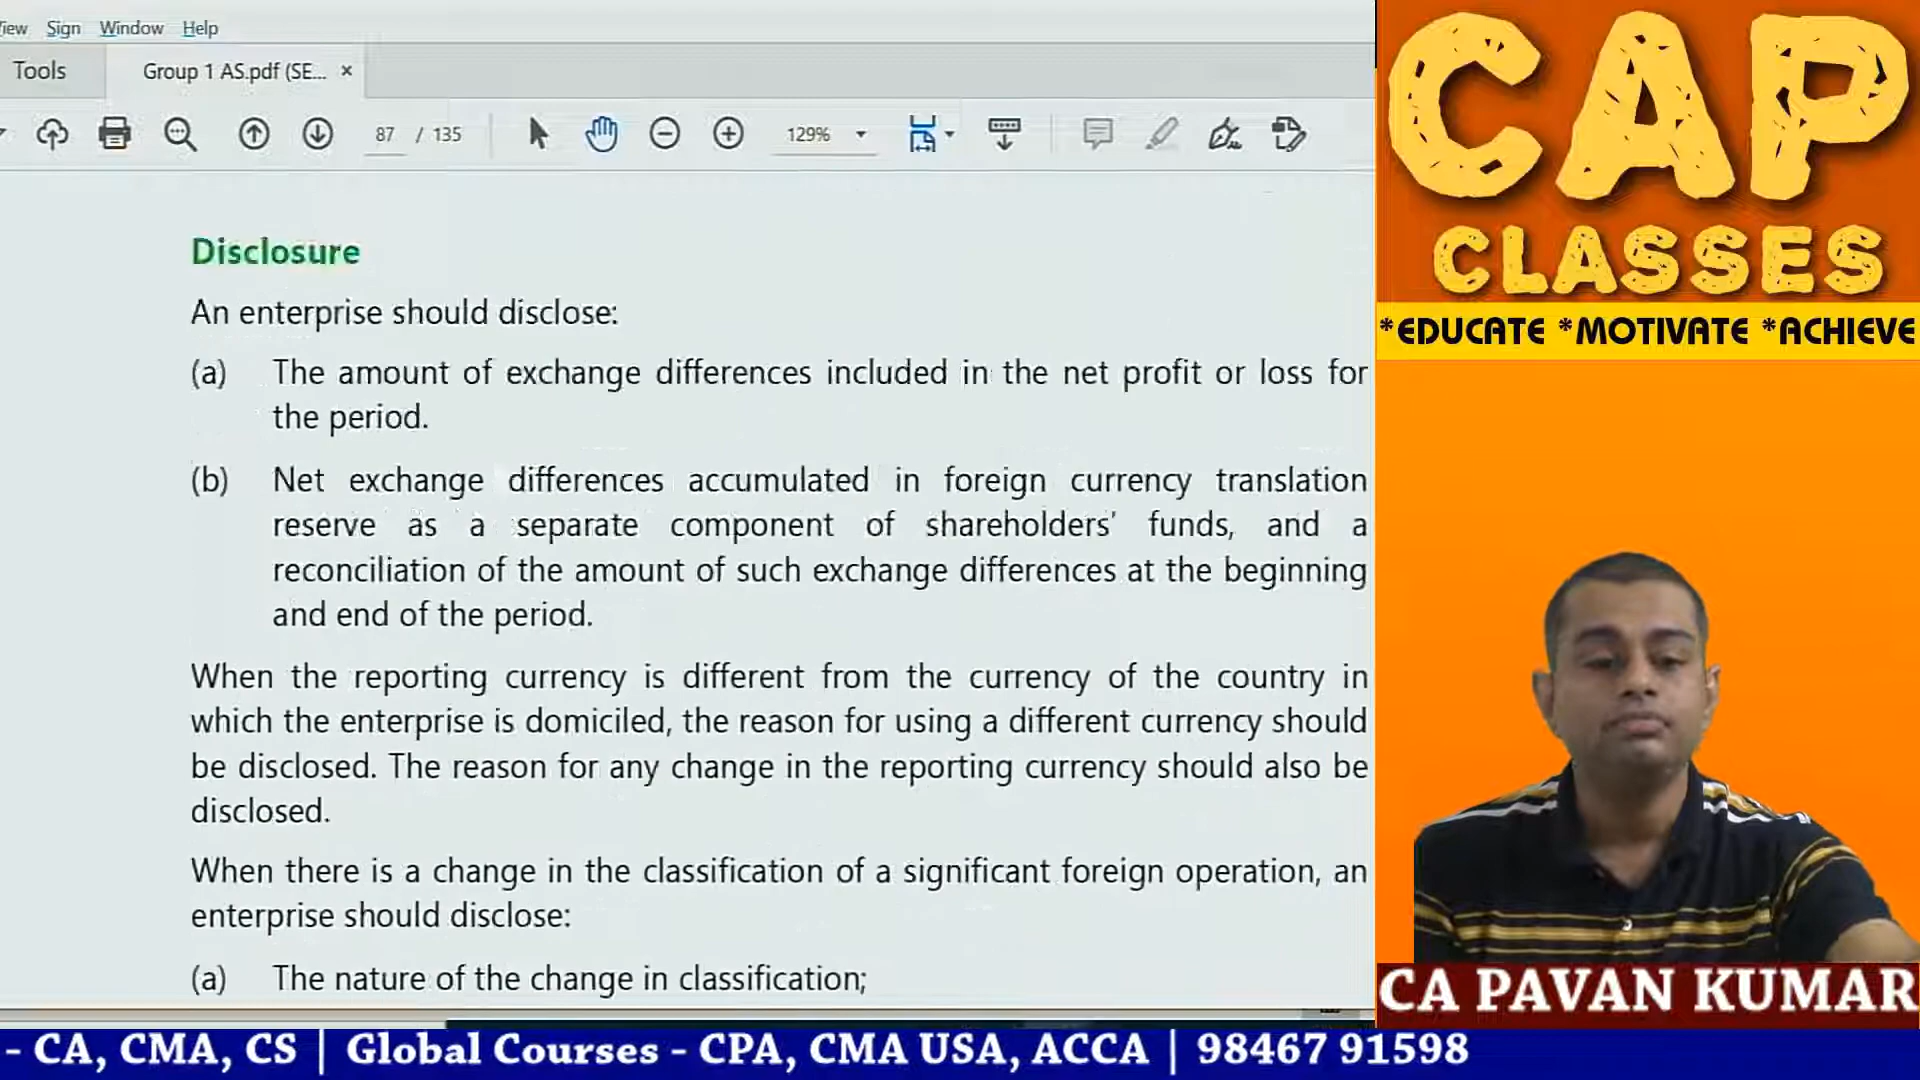 View Sign Window Help
Tools Group 1 AS.pdf (SE... ×
87 / 135 129%
Disclosure
An enterprise should disclose:
(a) The amount of exchange differences included in the net profit or loss for
the period.
(b) Net exchange differences accumulated in foreign currency translation
reserve as a separate component of shareholders' funds, and a
reconciliation of the amount of such exchange differences at the beginning
and end of the period.
When the reporting currency is different from the currency of the country in
which the enterprise is domiciled, the reason for using a different currency should
be disclosed. The reason for any change in the reporting currency should also be
disclosed.
When there is a change in the classification of a significant foreign operation, an
enterprise should disclose:
(a) The nature of the change in classification;
CAP
CLASSES
*EDUCATE *MOTIVATE *ACHIEVE
CA PAVAN KUMAR
- CA, CMA, CS | Global Courses - CPA, CMA USA, ACCA | 98467 91598